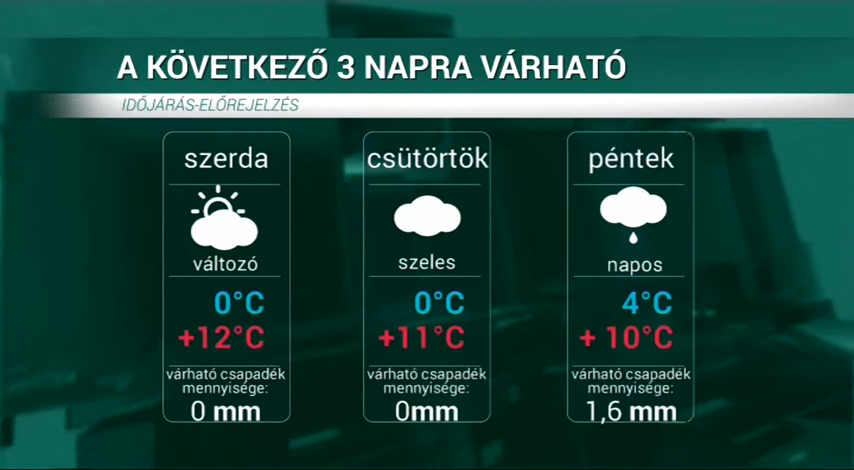 A KÖVETKEZŐ 3 NAPRA VÁRHATÓ
IDŐJÁRÁS-ELŐREJELZÉS
szerda
változó
0°C
+12°C
várható csapadék
mennyisége:
0 mm
csütörtök
szeles
0°C
+11°C
várható csapadék
mennyisége:
0mm
péntek
napos
4°C
+ 10°C
várható csapadék
mennyisége:
1,6 mm